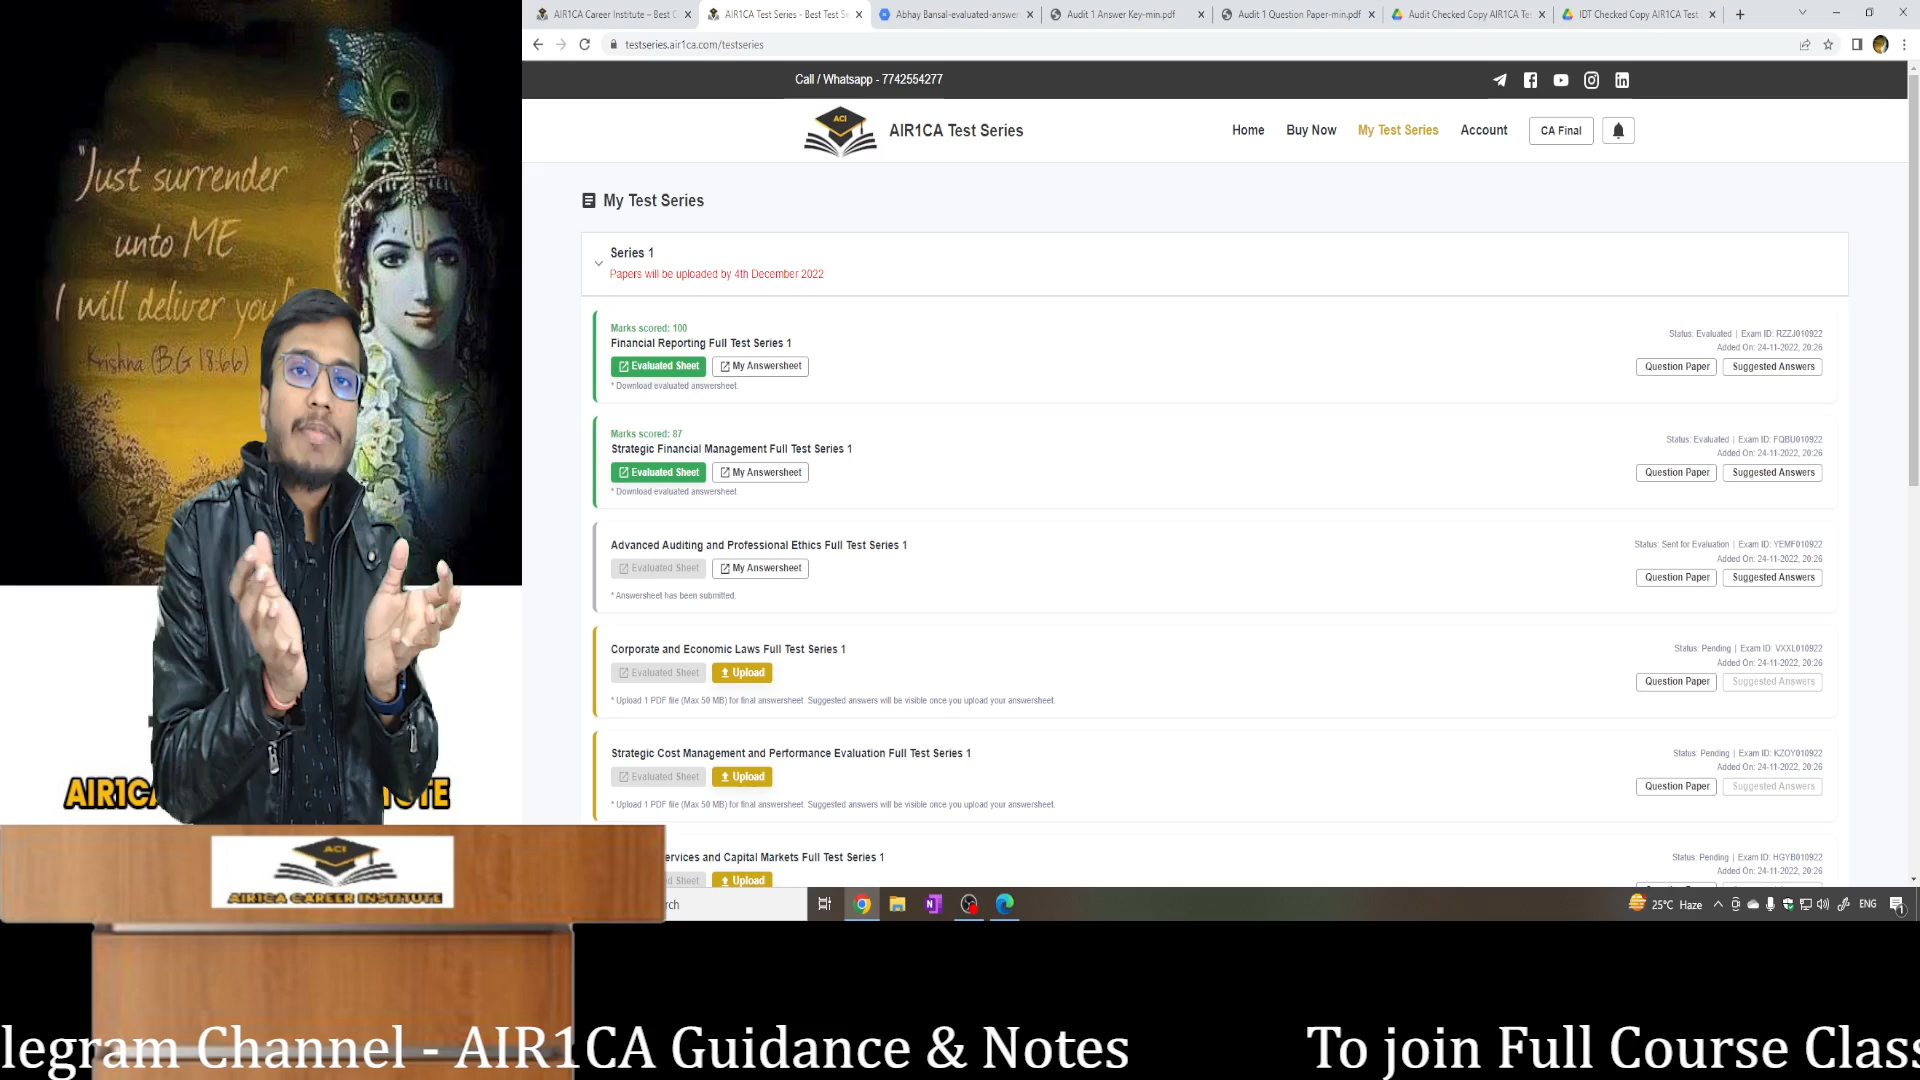 "Just surrender
unto ME
I will deliver you!"
- Krishna (B.G 18:66)
ACI
AIR1CA CAREER INSTITUTE
AIR1CA Career Institute – Best C
AIR1CA Test Series - Best Test Se
Abhay Bansal-evaluated-answer
Audit 1 Answer Key-min.pdf
Audit 1 Question Paper-min.pdf
Audit Checked Copy AIR1CA Te
IDT Checked Copy AIR1CA Test
testseries.air1ca.com/testseries
Call / Whatsapp - 7742554277
ACI
AIR1CA Test Series
Home
Buy Now
My Test Series
Account
CA Final
My Test Series
Series 1
Papers will be uploaded by 4th December 2022
Marks scored: 100
Financial Reporting Full Test Series 1
Evaluated Sheet
My Answersheet
* Download evaluated answersheet.
Status: Evaluated | Exam ID: RZZJ010922
Added On: 24-11-2022, 20:26
Question Paper
Suggested Answers
Marks scored: 87
Strategic Financial Management Full Test Series 1
Evaluated Sheet
My Answersheet
* Download evaluated answersheet.
Status: Evaluated | Exam ID: FQBU010922
Added On: 24-11-2022, 20:26
Question Paper
Suggested Answers
Advanced Auditing and Professional Ethics Full Test Series 1
Evaluated Sheet
My Answersheet
* Answersheet has been submitted.
Status: Sent for Evaluation | Exam ID: YEMF010922
Added On: 24-11-2022, 20:26
Question Paper
Suggested Answers
Corporate and Economic Laws Full Test Series 1
Evaluated Sheet
Upload
* Upload 1 PDF file (Max 50 MB) for final answersheet. Suggested answers will be visible once you upload your answersheet.
Status: Pending | Exam ID: VXXL010922
Added On: 24-11-2022, 20:26
Question Paper
Suggested Answers
Strategic Cost Management and Performance Evaluation Full Test Series 1
Evaluated Sheet
Upload
* Upload 1 PDF file (Max 50 MB) for final answersheet. Suggested answers will be visible once you upload your answersheet.
Status: Pending | Exam ID: KZOY010922
Added On: 24-11-2022, 20:26
Question Paper
Suggested Answers
ervices and Capital Markets Full Test Series 1
d Sheet
Upload
Status: Pending | Exam ID: HGYB010922
Added On: 24-11-2022, 20:26
rch
25°C Haze
ENG
1
legram Channel - AIR1CA Guidance & Notes
To join Full Course Class